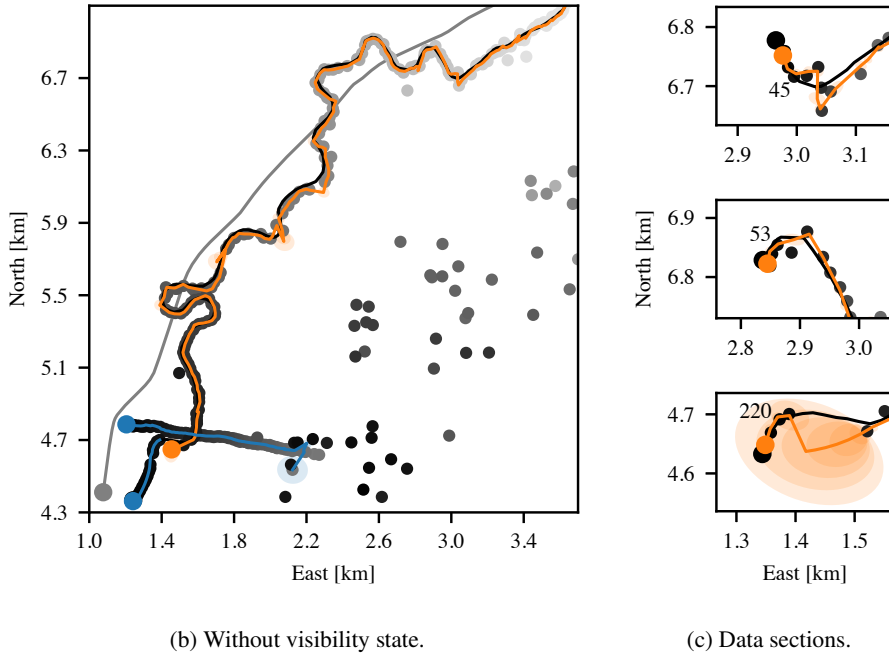 6.7
6.3
5.9
5.5
5.1
4.7
4.3
North [km]
1.0 1.4 1.8 2.2 2.6 3.0 3.4
East [km]
(b) Without visibility state.
6.8
6.7
45
2.9 3.0 3.1
6.9
6.8
53
North [km]
2.8 2.9 3.0
4.7
4.6
220
1.3 1.4 1.5
East [km]
(c) Data sections.